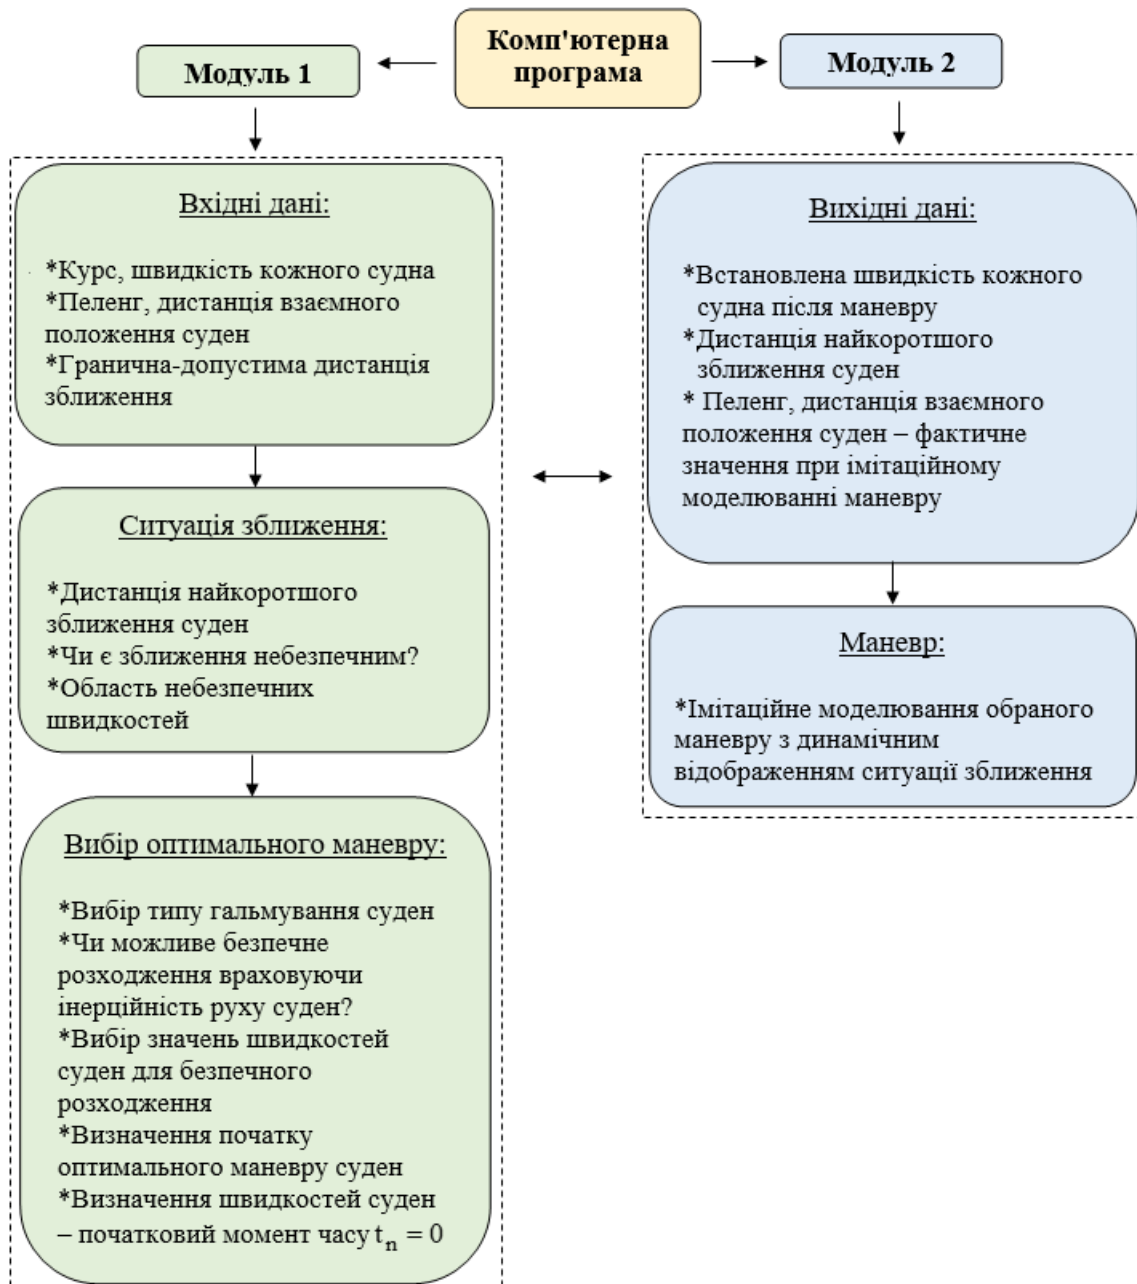 Комп'ютерна
програма
Модуль 1
Модуль 2
Вхідні дані:
*Курс, швидкість кожного судна
*Пеленг, дистанція взаємного
положення суден
*Гранична-допустима дистанція
зближення
Ситуація зближення:
*Дистанція найкоротшого
зближення суден
*Чи є зближення небезпечним?
*Область небезпечних
швидкостей
Вибір оптимального маневру:
*Вибір типу гальмування суден
*Чи можливе безпечне
розходження враховуючи
інерційність руху суден?
*Вибір значень швидкостей
суден для безпечного
розходження
*Визначення початку
оптимального маневру суден
*Визначення швидкостей суден
– початковий момент часу tₙ = 0
Вихідні дані:
*Встановлена швидкість кожного
судна після маневру
*Дистанція найкоротшого
зближення суден
* Пеленг, дистанція взаємного
положення суден – фактичне
значення при імітаційному
моделюванні маневру
Маневр:
*Імітаційне моделювання обраного
маневру з динамічним
відображенням ситуації зближення